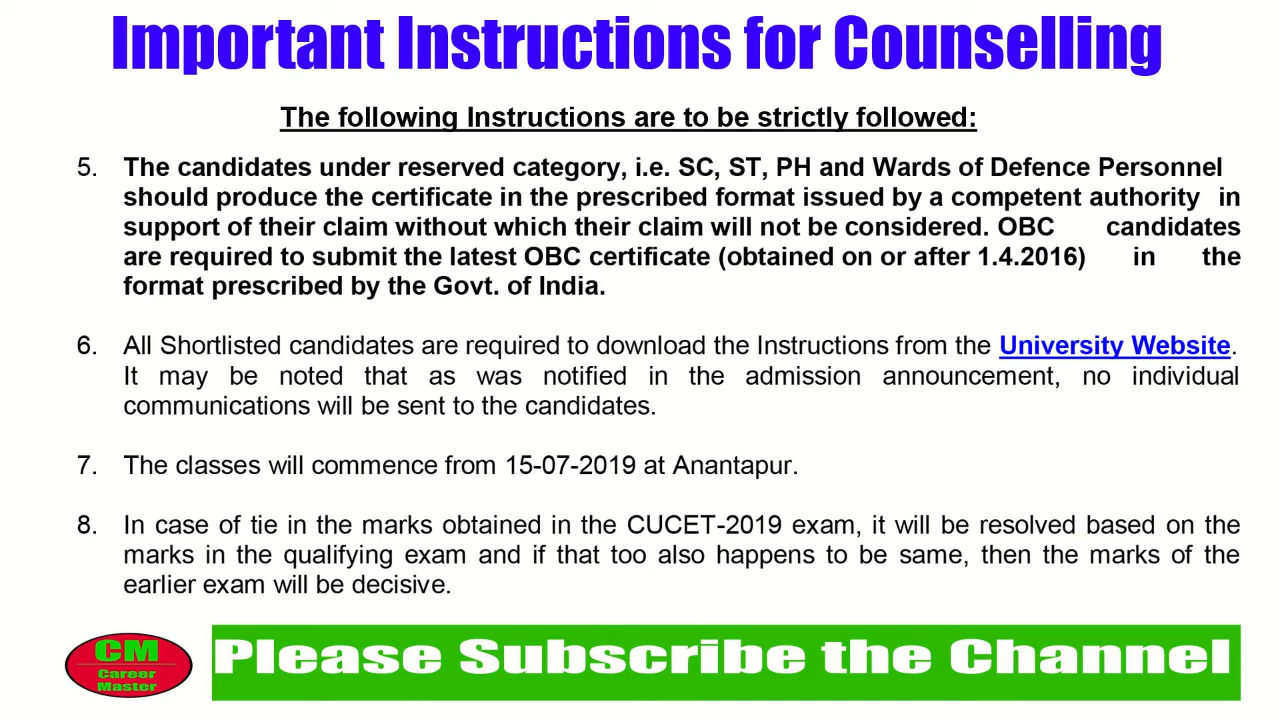 Important Instructions for Counselling
The following Instructions are to be strictly followed:
5. The candidates under reserved category, i.e. SC, ST, PH and Wards of Defence Personnel
should produce the certificate in the prescribed format issued by a competent authority in
support of their claim without which their claim will not be considered. OBC candidates
are required to submit the latest OBC certificate (obtained on or after 1.4.2016) in the
format prescribed by the Govt. of India.
6. All Shortlisted candidates are required to download the Instructions from the University Website.
It may be noted that as was notified in the admission announcement, no individual
communications will be sent to the candidates.
7. The classes will commence from 15-07-2019 at Anantapur.
8. In case of tie in the marks obtained in the CUCET-2019 exam, it will be resolved based on the
marks in the qualifying exam and if that too also happens to be same, then the marks of the
earlier exam will be decisive.
CM
Career
Master
Please Subscribe the Channel